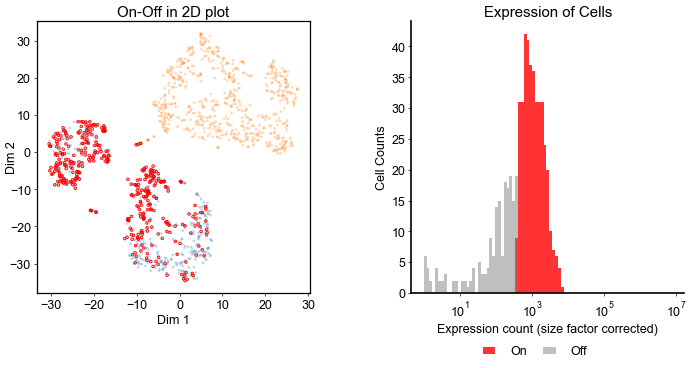 On-Off in 2D plot
Expression of Cells
Dim 2
30
20
10
0
−10
−20
−30
−30 −20 −10 0 10 20 30
Dim 1
Cell Counts
40
35
30
25
20
15
10
5
0
10^1 10^3 10^5 10^7
Expression count (size factor corrected)
On Off